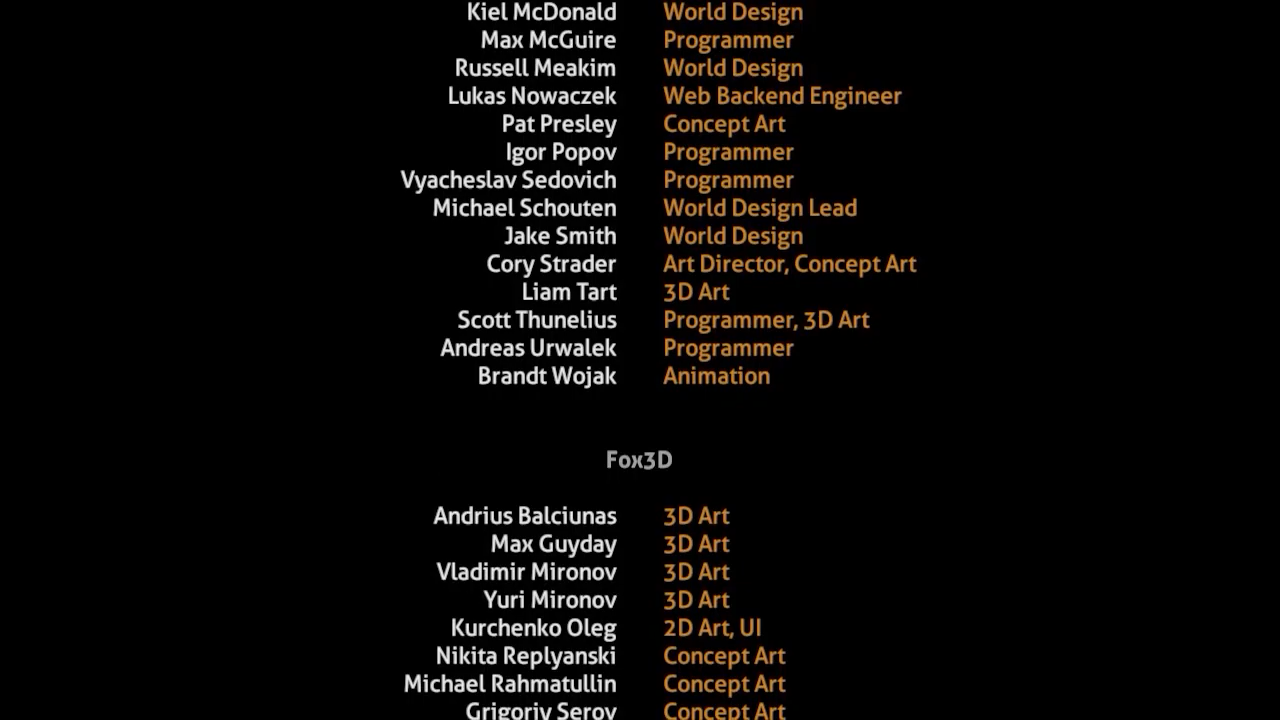 Kiel McDonald World Design
Max McGuire Programmer
Russell Meakim World Design
Lukas Nowaczek Web Backend Engineer
Pat Presley Concept Art
Igor Popov Programmer
Vyacheslav Sedovich Programmer
Michael Schouten World Design Lead
Jake Smith World Design
Cory Strader Art Director, Concept Art
Liam Tart 3D Art
Scott Thunelius Programmer, 3D Art
Andreas Urwalek Programmer
Brandt Wojak Animation
Fox3D
Andrius Balciunas 3D Art
Max Guyday 3D Art
Vladimir Mironov 3D Art
Yuri Mironov 3D Art
Kurchenko Oleg 2D Art, UI
Nikita Replyanski Concept Art
Michael Rahmatullin Concept Art
Grigoriy Serov Concept Art